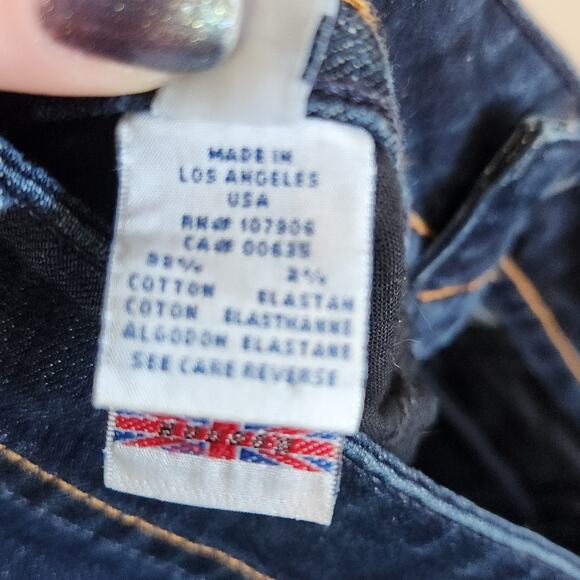 MADE IN
LOS ANGELES
USA
RN# 107906
CA# 00635
98% 2%
COTTON ELASTAN
COTON ELASTHANNE
ALGODON ELASTANE
SEE CARE REVERSE
HUDSON